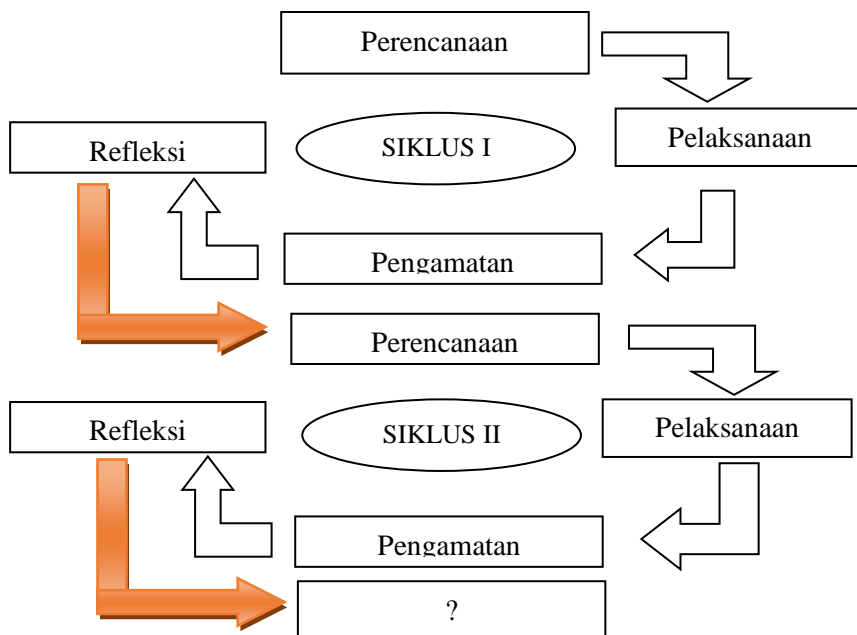 Perencanaan
Refleksi
SIKLUS I
Pelaksanaan
Pengamatan
Perencanaan
Refleksi
SIKLUS II
Pelaksanaan
Pengamatan
?